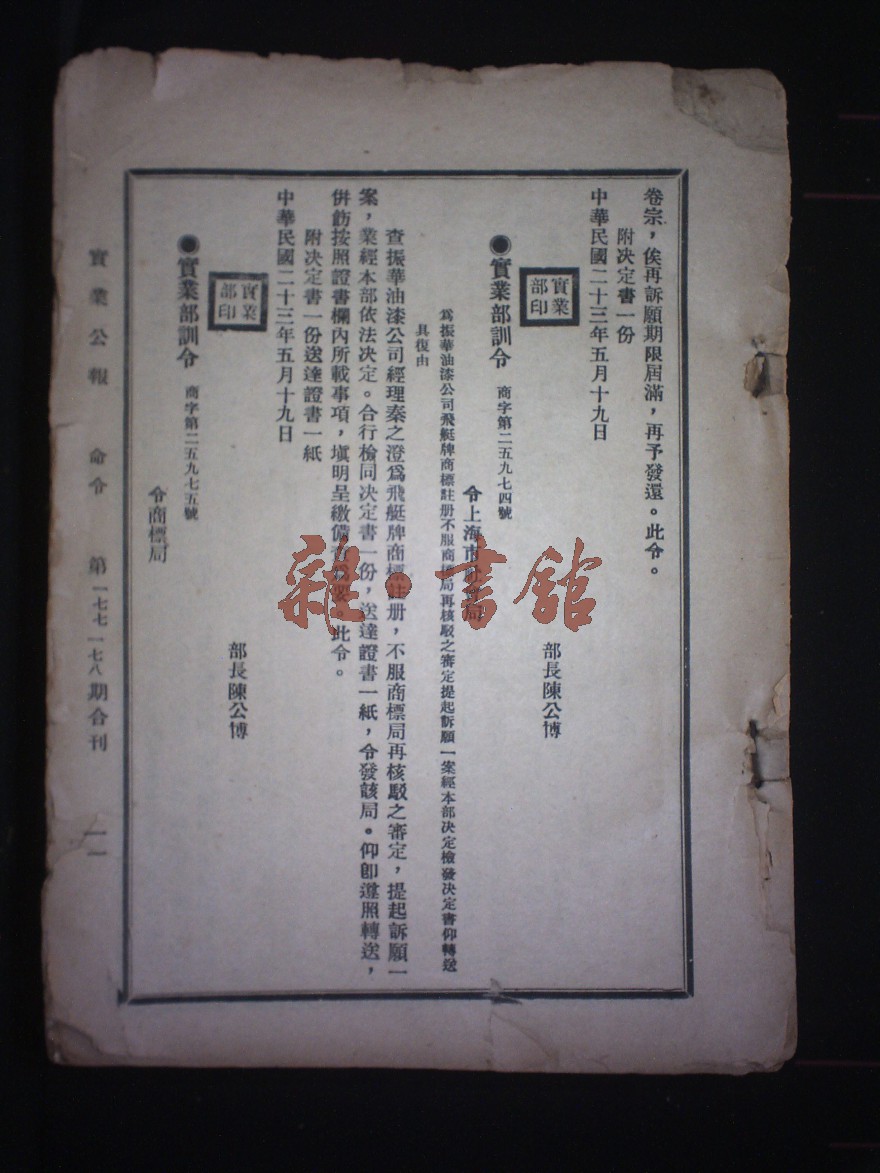 卷宗，俟再訴願期限屆滿，再予發還。此令。
附決定書一份
中華民國二十三年五月十九日
實業部印
部長陳公博
●實業部訓令 商字第二五九七四號
令上海市社會局
爲振華油漆公司飛艇牌商標註册不服商標局再核駁之審定提起訴願一案經本部決定檢發決定書仰轉送
具復由
查振華油漆公司經理秦之澄爲飛艇牌商標註册，不服商標局再核駁之審定，提起訴願一
案，業經本部依法決定。合行檢同決定書一份，送達證書一紙，令發該局。仰卽遵照轉送，
併飭按照證書欄內所載事項，塡明呈繳備查爲要。此令。
附決定書一份送達證書一紙
中華民國二十三年五月十九日
實業部印
部長陳公博
●實業部訓令 商字第二五九七五號
令商標局
實業公報 命令 第一七七一七八期合刊 一一
雜·書館